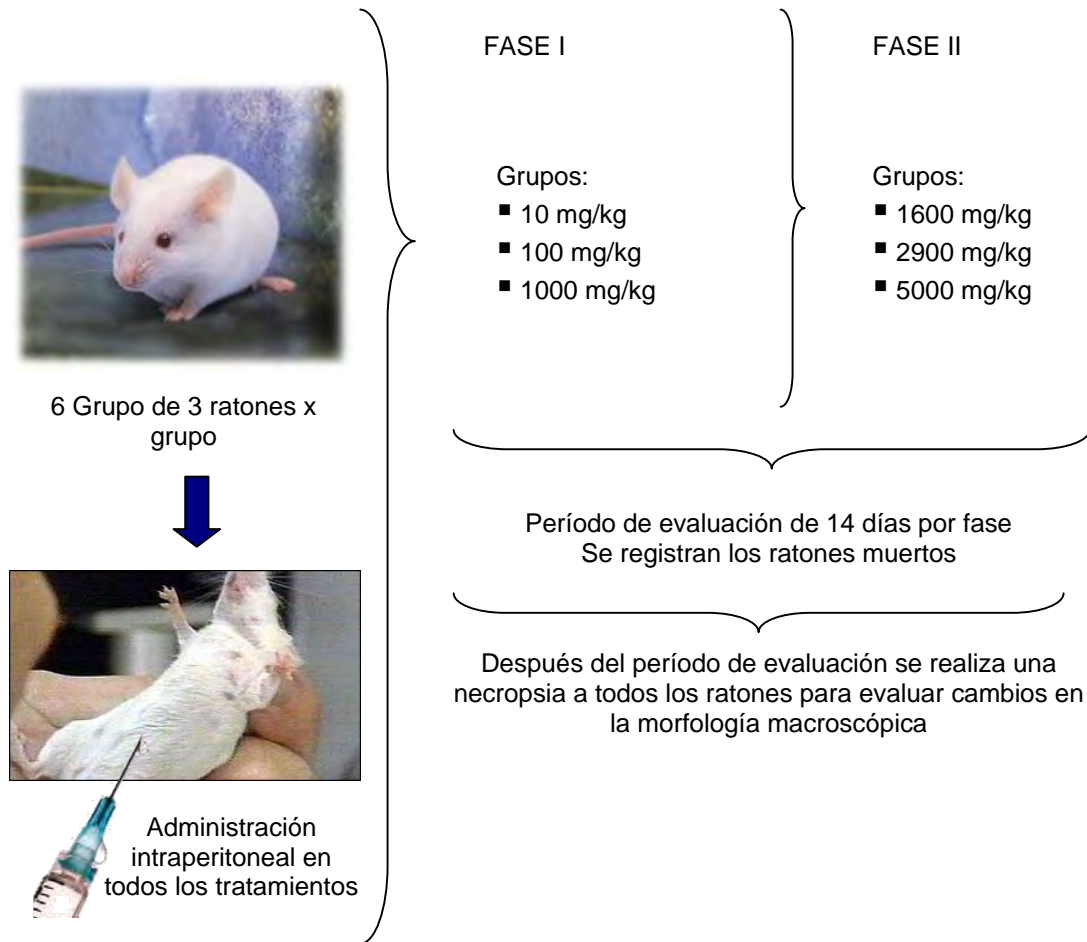 6 Grupo de 3 ratones x
grupo
Administración
intraperitoneal en
todos los tratamientos
FASE I
Grupos:
▪ 10 mg/kg
▪ 100 mg/kg
▪ 1000 mg/kg
FASE II
Grupos:
▪ 1600 mg/kg
▪ 2900 mg/kg
▪ 5000 mg/kg
Período de evaluación de 14 días por fase
Se registran los ratones muertos
Después del período de evaluación se realiza una
necropsia a todos los ratones para evaluar cambios en
la morfología macroscópica